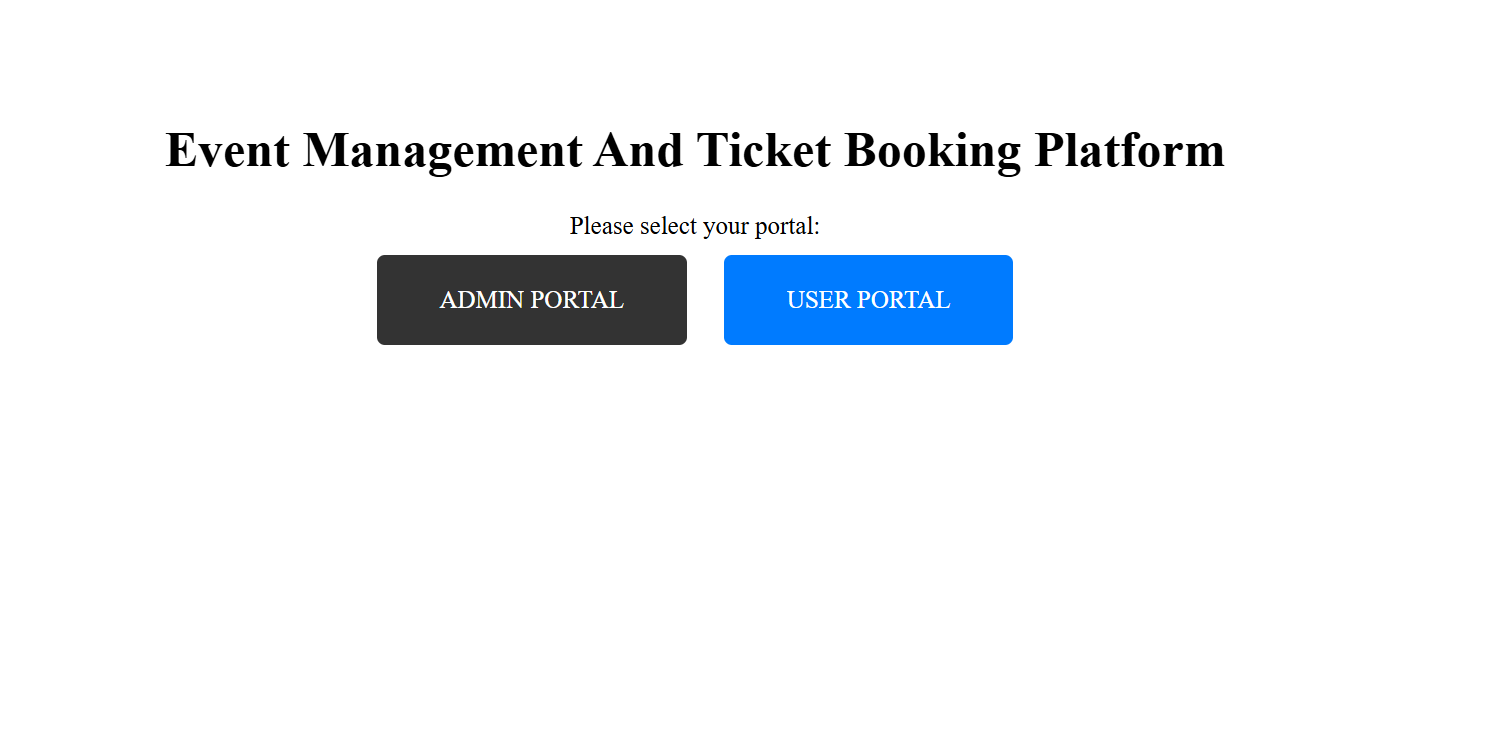 Event Management And Ticket Booking Platform
Please select your portal:
ADMIN PORTAL
USER PORTAL